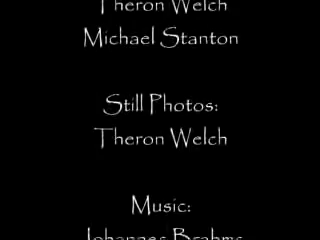 Theron Welch
Michael Stanton
Still Photos:
Theron Welch
Music:
Johannes Brahms